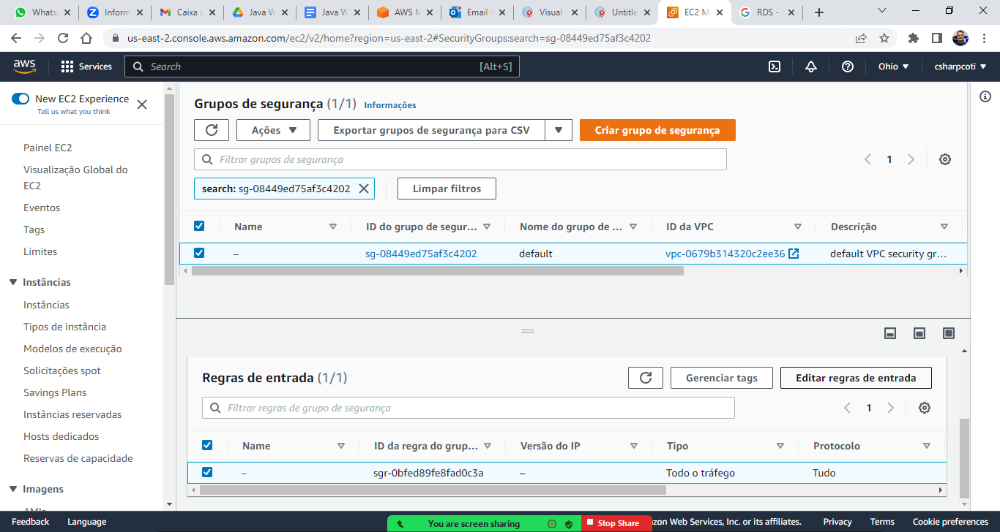 Whats
Inform
Caixa d
Java W
Java W
AWS M
Email -
Visual
Untitle
EC2 M
RDS -
us-east-2.console.aws.amazon.com/ec2/v2/home?region=us-east-2#SecurityGroups:search=sg-08449ed75af3c4202
aws
Services
Search
[Alt+S]
Ohio
csharpcoti
New EC2 Experience
Tell us what you think
Painel EC2
Visualização Global do
EC2
Eventos
Tags
Limites
Instâncias
Instâncias
Tipos de instância
Modelos de execução
Solicitações spot
Savings Plans
Instâncias reservadas
Hosts dedicados
Reservas de capacidade
Imagens
AMIs
Grupos de segurança (1/1) Informações
Ações
Exportar grupos de segurança para CSV
Criar grupo de segurança
Filtrar grupos de segurança
1
search: sg-08449ed75af3c4202
Limpar filtros
Name
ID do grupo de segur...
Nome do grupo de ...
ID da VPC
Descrição
– sg-08449ed75af3c4202 default vpc-0679b314320c2ee36 default VPC security gr...
Regras de entrada (1/1)
Gerenciar tags
Editar regras de entrada
Filtrar regras de grupo de segurança
1
Name
ID da regra do grup...
Versão do IP
Tipo
Protocolo
– sgr-0bfed89fe8fad0c3a – Todo o tráfego Tudo
Feedback
Language
You are screen sharing
Stop Share
zon Web Services, Inc. or its affiliates.
Privacy
Terms
Cookie preferences